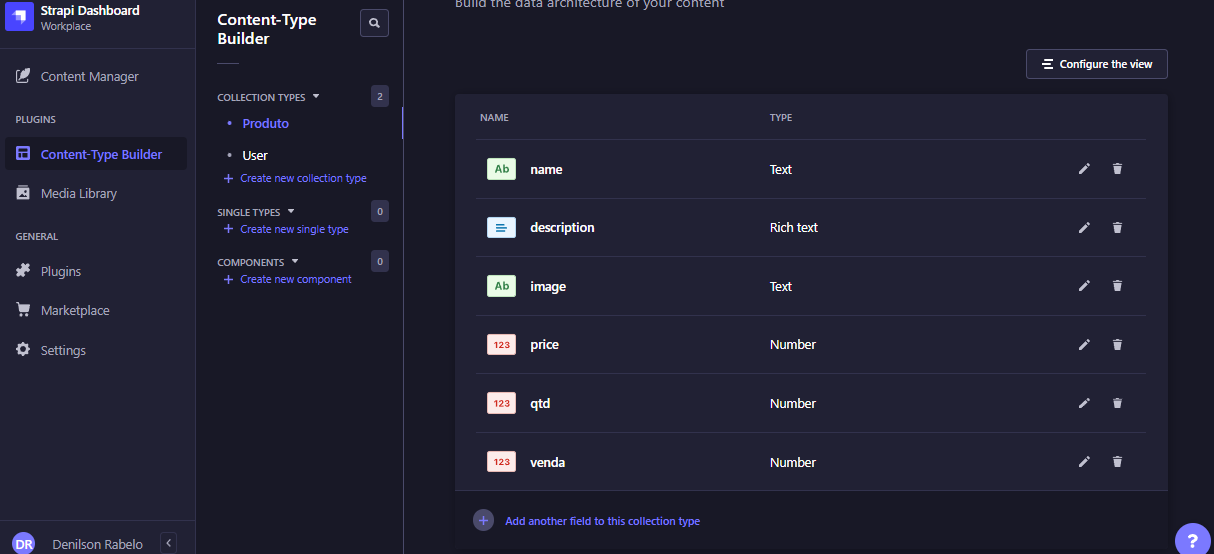 Strapi Dashboard
Workplace
Content Manager
PLUGINS
Content-Type Builder
Media Library
GENERAL
Plugins
Marketplace
Settings
DR Denilson Rabelo
Content-Type
Builder
COLLECTION TYPES 2
Produto
User
Create new collection type
SINGLE TYPES 0
Create new single type
COMPONENTS 0
Create new component
Build the data architecture of your content
Configure the view
NAME TYPE
Ab name Text
description Rich text
Ab image Text
123 price Number
123 qtd Number
123 venda Number
Add another field to this collection type
?